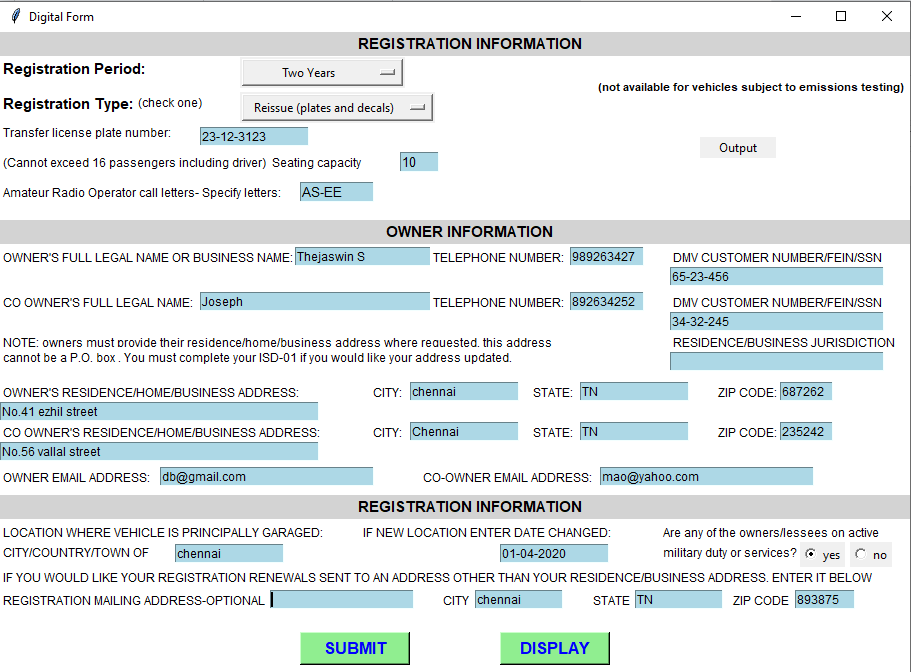 Digital Form
REGISTRATION INFORMATION
Registration Period: Two Years
(not available for vehicles subject to emissions testing)
Registration Type: (check one) Reissue (plates and decals)
Transfer license plate number: 23-12-3123
Output
(Cannot exceed 16 passengers including driver) Seating capacity 10
Amateur Radio Operator call letters- Specify letters: AS-EE
OWNER INFORMATION
OWNER'S FULL LEGAL NAME OR BUSINESS NAME: Thejaswin S TELEPHONE NUMBER: 989263427 DMV CUSTOMER NUMBER/FEIN/SSN
65-23-456
CO OWNER'S FULL LEGAL NAME: Joseph TELEPHONE NUMBER: 892634252 DMV CUSTOMER NUMBER/FEIN/SSN
34-32-245
NOTE: owners must provide their residence/home/business address where requested. this address RESIDENCE/BUSINESS JURISDICTION
cannot be a P.O. box . You must complete your ISD-01 if you would like your address updated.
OWNER'S RESIDENCE/HOME/BUSINESS ADDRESS: CITY: chennai STATE: TN ZIP CODE: 687262
No.41 ezhil street
CO OWNER'S RESIDENCE/HOME/BUSINESS ADDRESS: CITY: Chennai STATE: TN ZIP CODE: 235242
No.56 vallal street
OWNER EMAIL ADDRESS: db@gmail.com CO-OWNER EMAIL ADDRESS: mao@yahoo.com
REGISTRATION INFORMATION
LOCATION WHERE VEHICLE IS PRINCIPALLY GARAGED: IF NEW LOCATION ENTER DATE CHANGED: Are any of the owners/lessees on active
CITY/COUNTRY/TOWN OF chennai 01-04-2020 military duty or services? yes no
IF YOU WOULD LIKE YOUR REGISTRATION RENEWALS SENT TO AN ADDRESS OTHER THAN YOUR RESIDENCE/BUSINESS ADDRESS. ENTER IT BELOW
REGISTRATION MAILING ADDRESS-OPTIONAL CITY chennai STATE TN ZIP CODE 893875
SUBMIT DISPLAY